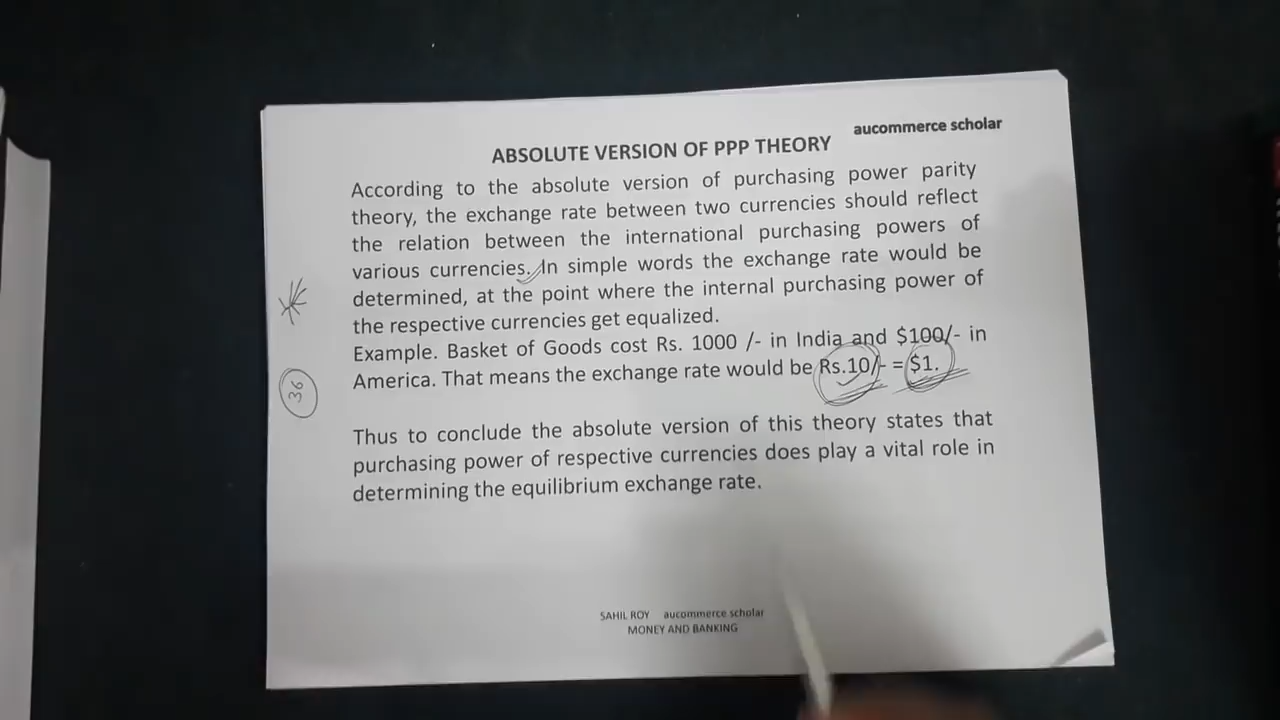 aucommerce scholar
ABSOLUTE VERSION OF PPP THEORY
According to the absolute version of purchasing power parity
theory, the exchange rate between two currencies should reflect
the relation between the international purchasing powers of
various currencies. In simple words the exchange rate would be
determined, at the point where the internal purchasing power of
the respective currencies get equalized.
Example. Basket of Goods cost Rs. 1000 /- in India and $100/- in
America. That means the exchange rate would be Rs.10/- = $1.
36
Thus to conclude the absolute version of this theory states that
purchasing power of respective currencies does play a vital role in
determining the equilibrium exchange rate.
SAHIL ROY aucommerce scholar
MONEY AND BANKING